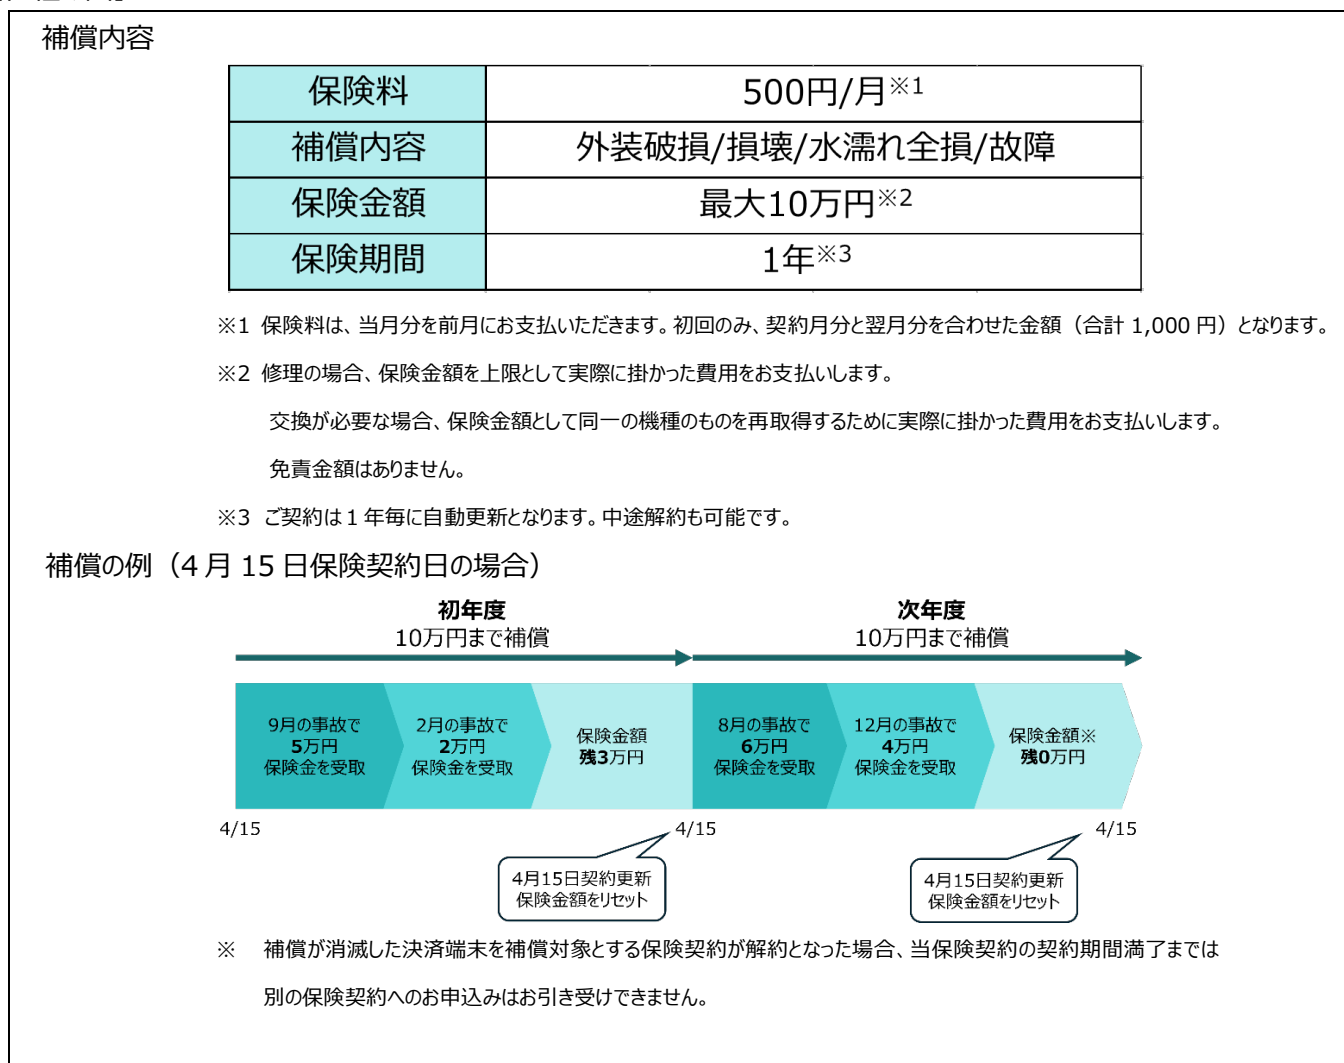 補償内容
保険料 500円/月※1
補償内容 外装破損/損壊/水濡れ全損/故障
保険金額 最大10万円※2
保険期間 1年※3
※1 保険料は、当月分を前月にお支払いただきます。初回のみ、契約月分と翌月分を合わせた金額（合計 1,000 円）となります。
※2 修理の場合、保険金額を上限として実際に掛かった費用をお支払いします。
交換が必要な場合、保険金額として同一の機種のものを再取得するために実際に掛かった費用をお支払いします。
免責金額はありません。
※3 ご契約は 1 年毎に自動更新となります。中途解約も可能です。
補償の例（4 月 15 日保険契約日の場合）
初年度
10万円まで補償
次年度
10万円まで補償
9月の事故で
5万円
保険金を受取
2月の事故で
2万円
保険金を受取
保険金額
残3万円
8月の事故で
6万円
保険金を受取
12月の事故で
4万円
保険金を受取
保険金額※
残0万円
4/15
4/15
4/15
4月15日契約更新
保険金額をリセット
4月15日契約更新
保険金額をリセット
※ 補償が消滅した決済端末を補償対象とする保険契約が解約となった場合、当保険契約の契約期間満了までは
別の保険契約へのお申込みはお引き受けできません。